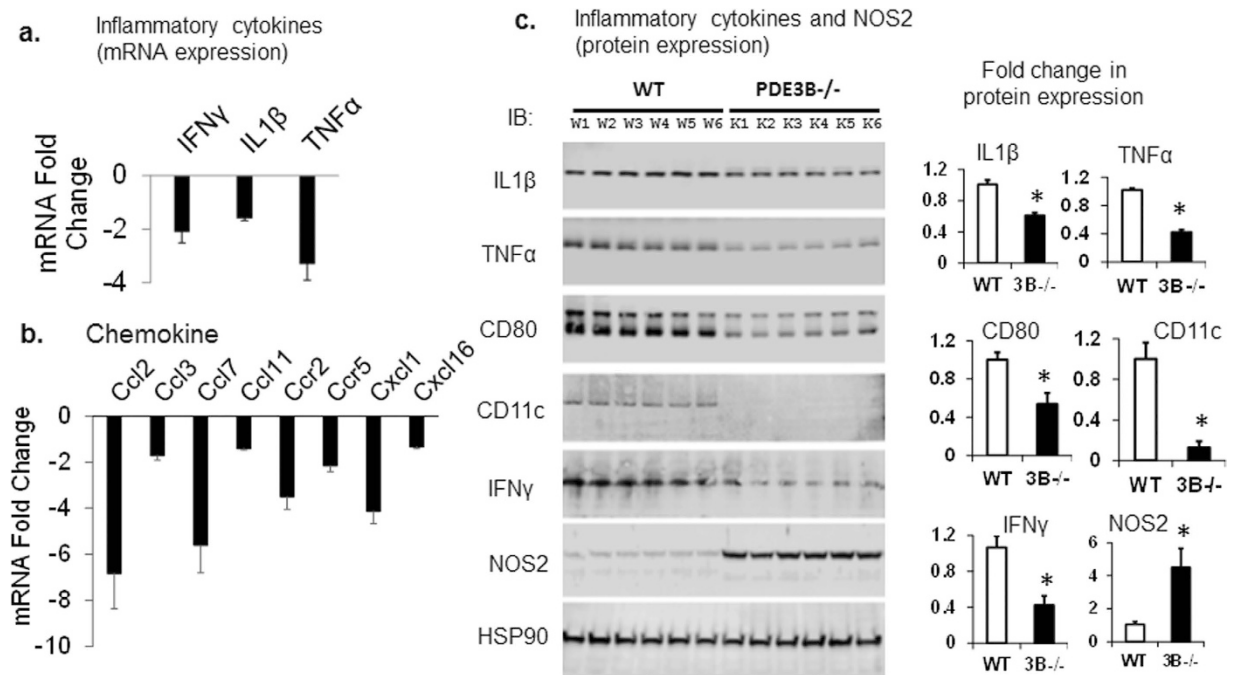 a.
Inflammatory cytokines
(mRNA expression)
IFNγ
IL1β
TNFα
mRNA Fold
Change
0
-2
-4
b.
Chemokine
Ccl2
Ccl3
Ccl7
Ccl11
Ccr2
Ccr5
Cxcl1
Cxcl16
mRNA Fold Change
0
-2
-4
-6
-8
-10
c.
Inflammatory cytokines and NOS2
(protein expression)
WT PDE3B-/-
IB: W1 W2 W3 W4 W5 W6 K1 K2 K3 K4 K5 K6
IL1β
TNFα
CD80
CD11c
IFNγ
NOS2
HSP90
Fold change in
protein expression
IL1β
1.2
0.8
0.4
0
*
WT 3B-/-
TNFα
1.2
0.8
0.4
0
*
WT 3B-/-
CD80
1.2
0.8
0.4
0
*
WT 3B-/-
CD11c
1.2
0.8
0.4
0
*
WT 3B-/-
IFNγ
1.2
0.8
0.4
0
*
WT 3B-/-
NOS2
6
4
2
0
*
WT 3B-/-